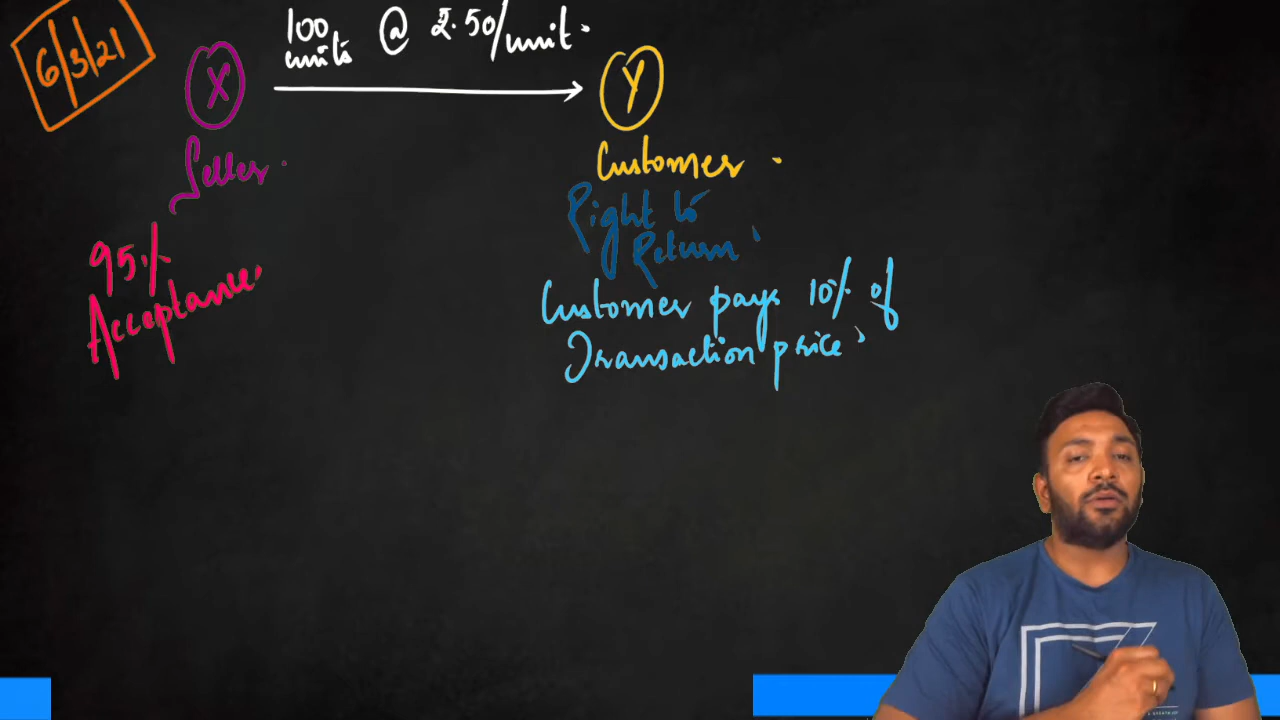 6/3/21
100 units @ 2.50/unit.
X
Y
Seller.
Customer.
Right to
Return.
95%
Acceptance.
Customer pays 10% of
Transaction price.